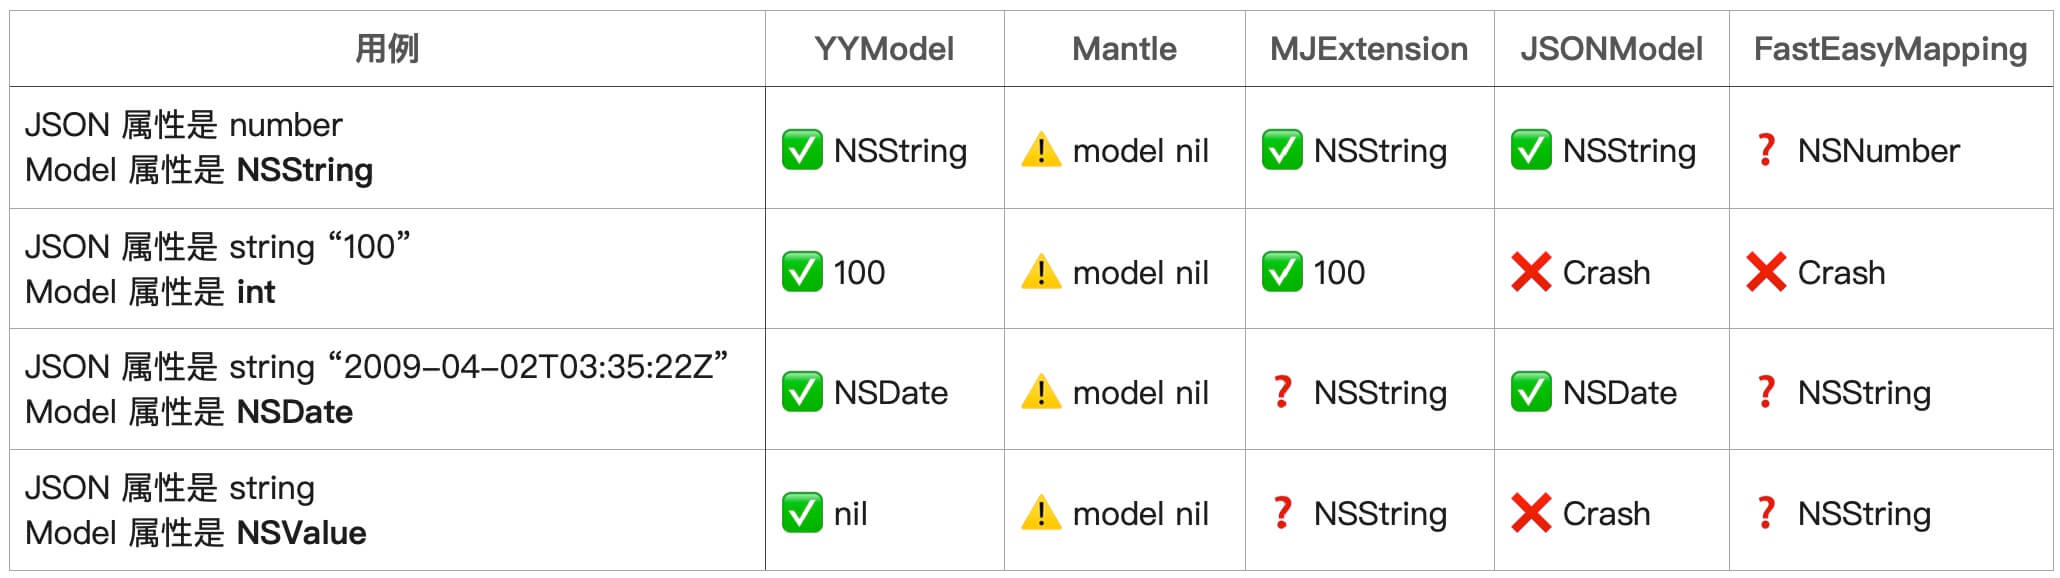 用例 YYModel Mantle MJExtension JSONModel FastEasyMapping
JSON 属性是 number
Model 属性是 NSString
✅ NSString ⚠️ model nil ✅ NSString ✅ NSString ❓ NSNumber
JSON 属性是 string “100”
Model 属性是 int
✅ 100 ⚠️ model nil ✅ 100 ❌ Crash ❌ Crash
JSON 属性是 string “2009-04-02T03:35:22Z”
Model 属性是 NSDate
✅ NSDate ⚠️ model nil ❓ NSString ✅ NSDate ❓ NSString
JSON 属性是 string
Model 属性是 NSValue
✅ nil ⚠️ model nil ❓ NSString ❌ Crash ❓ NSString